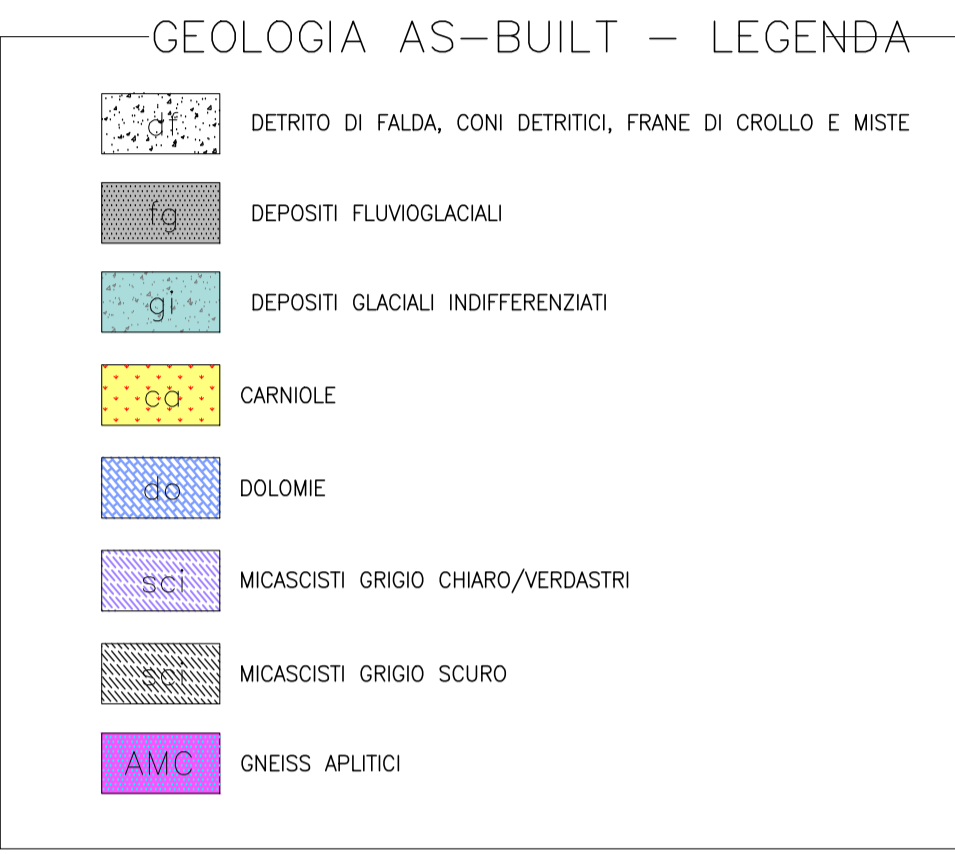 GEOLOGIA AS-BUILT - LEGENDA
df DETRITO DI FALDA, CONI DETRITICI, FRANE DI CROLLO E MISTE
fg DEPOSITI FLUVIOGLACIALI
gi DEPOSITI GLACIALI INDIFFERENZIATI
ca CARNIOLE
do DOLOMIE
sci MICASCISTI GRIGIO CHIARO/VERDASTRI
sci MICASCISTI GRIGIO SCURO
AMC GNEISS APLITICI